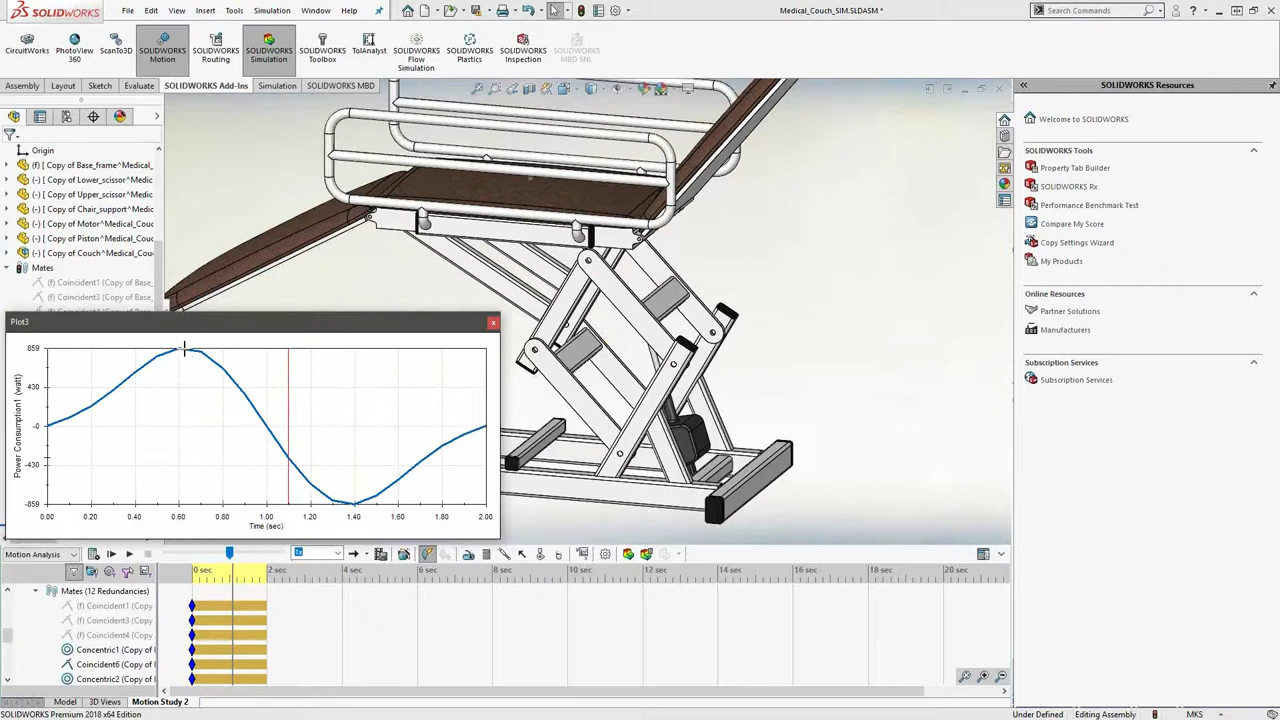 SOLIDWORKS
File Edit View Insert Tools Simulation Window Help
Medical_Couch_SIM.SLDASM *
Search Commands
CircuitWorks
PhotoView 360
ScanTo3D
SOLIDWORKS Motion
SOLIDWORKS Routing
SOLIDWORKS Simulation
SOLIDWORKS Toolbox
TolAnalyst
SOLIDWORKS Flow Simulation
SOLIDWORKS Plastics
SOLIDWORKS Inspection
SOLIDWORKS MBD SNL
Assembly Layout Sketch Evaluate SOLIDWORKS Add-Ins Simulation SOLIDWORKS MBD
Origin
(f) [ Copy of Base_frame^Medical_
(-) [ Copy of Lower_scissor^Medic
(-) [ Copy of Upper_scissor^Medic
(-) [ Copy of Chair_support^Medic
(-) [ Copy of Motor^Medical_Couc
(-) [ Copy of Piston^Medical_Couc
(-) [ Copy of Couch^Medical_Couc
Mates
(f) Coincident1 (Copy of Base_
(f) Coincident3 (Copy of Base_
Plot3
Power Consumption1 (watt)
859
430
-0
-430
-859
0.00 0.20 0.40 0.60 0.80 1.00 1.20 1.40 1.60 1.80 2.00
Time (sec)
SOLIDWORKS Resources
Welcome to SOLIDWORKS
SOLIDWORKS Tools
Property Tab Builder
SOLIDWORKS Rx
Performance Benchmark Test
Compare My Score
Copy Settings Wizard
My Products
Online Resources
Partner Solutions
Manufacturers
Subscription Services
Subscription Services
Motion Analysis
1x
0 sec 2 sec 4 sec 6 sec 8 sec 10 sec 12 sec 14 sec 16 sec 18 sec 20 sec
Mates (12 Redundancies)
(f) Coincident1 (Copy
(f) Coincident3 (Copy
(f) Coincident4 (Copy
Concentric1 (Copy of I
Coincident6 (Copy of I
Concentric2 (Copy of I
Model 3D Views Motion Study 2
SOLIDWORKS Premium 2018 x64 Edition
Under Defined Editing Assembly MKS